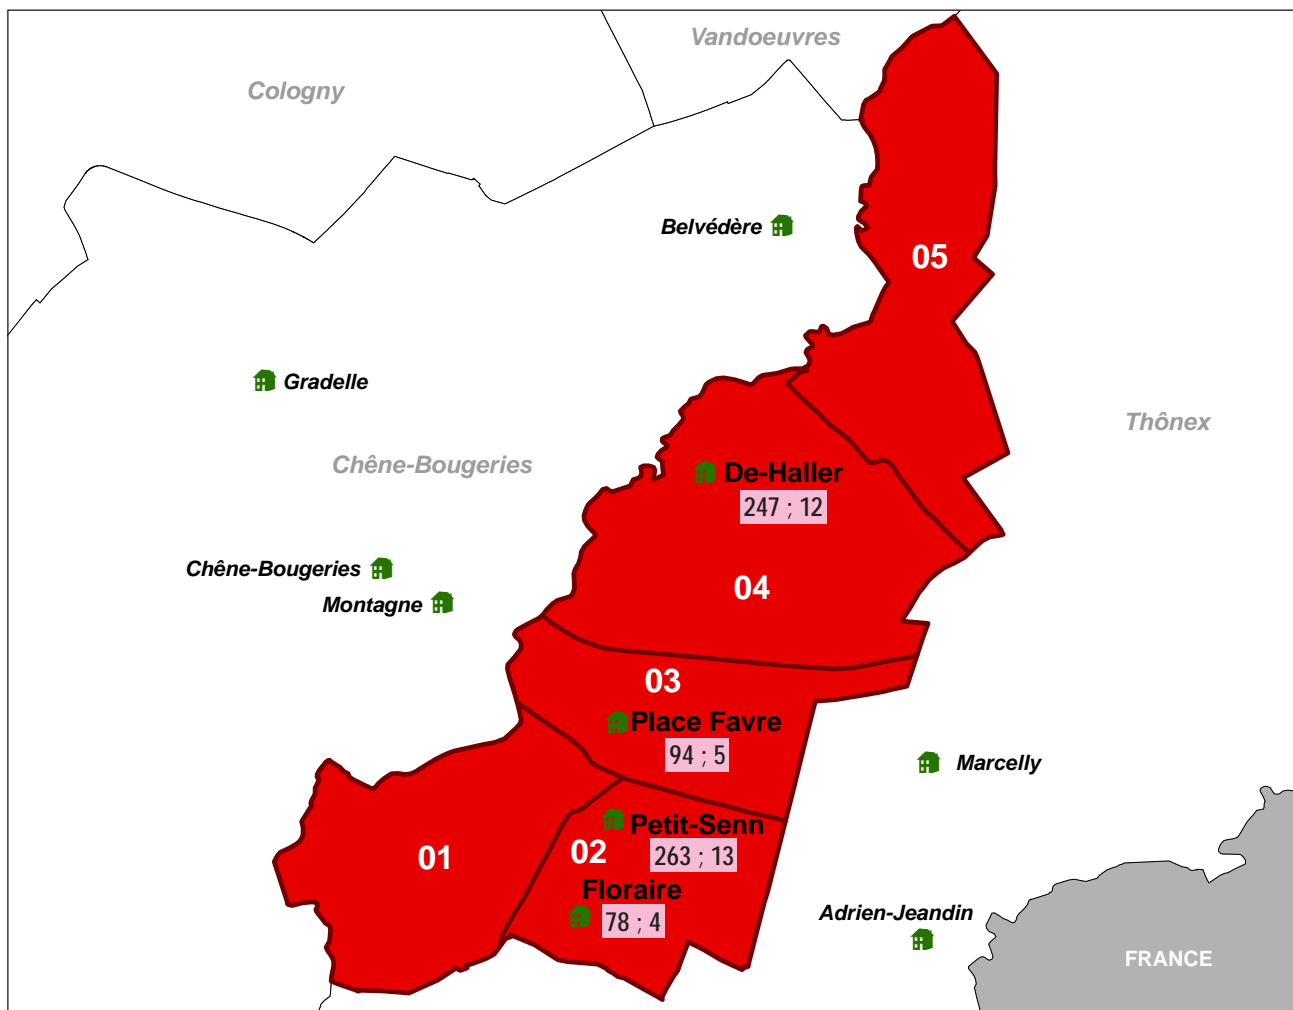 Vandoeuvres
Cologny
Belvédère
05
Gradelle
Thônex
Chêne-Bougeries
De-Haller
247 ; 12
Chêne-Bougeries
04
Montagne
03
Place Favre
94 ; 5
Marcelly
Petit-Senn
02
263 ; 13
01
Floraire
78 ; 4
Adrien-Jeandin
FRANCE